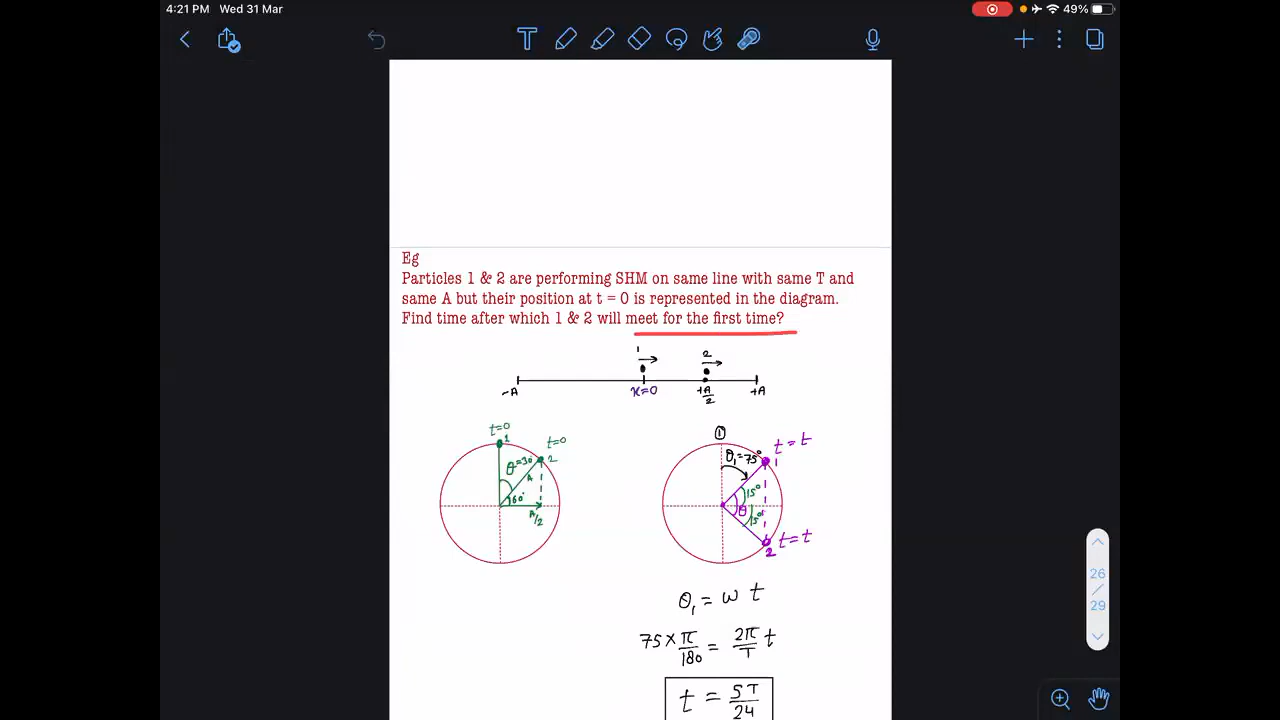 4:21 PM Wed 31 Mar
49%
Eg
Particles 1 & 2 are performing SHM on same line with same T and
same A but their position at t = 0 is represented in the diagram.
Find time after which 1 & 2 will meet for the first time?
1 2
-A x=0 +A/2 +A
t=0
1
t=0
2
θ=30°
A
60°
A/2
①
t=t
θ₁=75°
1
15°
θ
15°
t=t
2
θ₁ = ω t
75 × π/180 = 2π/T t
t = 5T/24
26
/
29